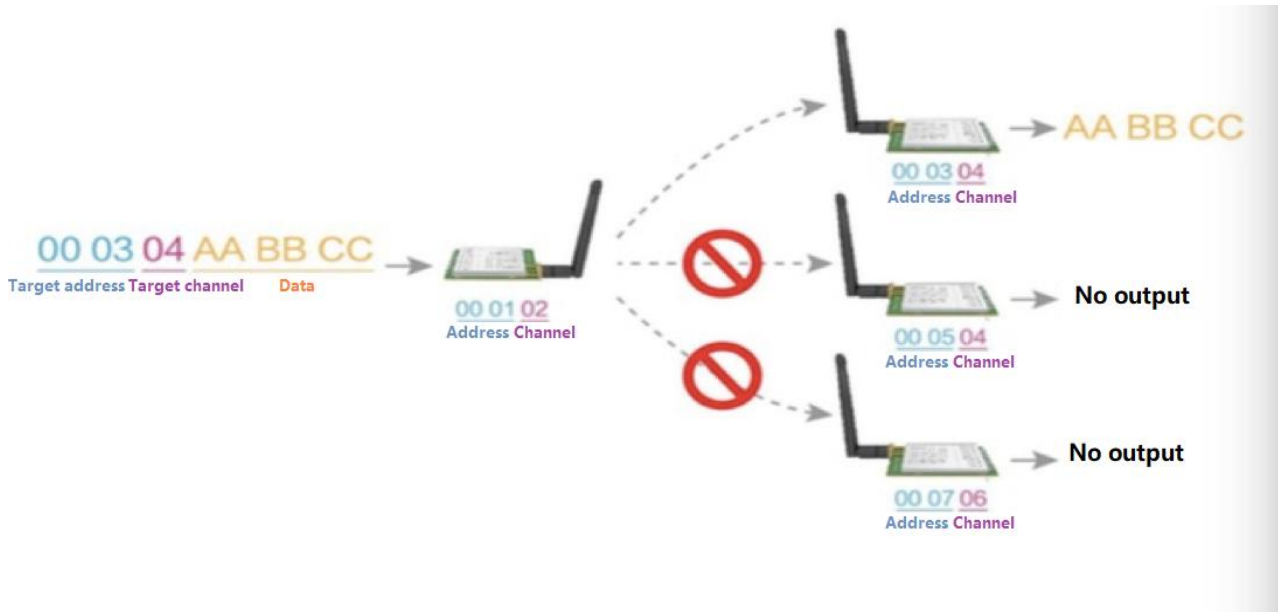 00 03 04 AA BB CC
Target address Target channel Data
00 01 02
Address Channel
AA BB CC
00 03 04
Address Channel
No output
00 05 04
Address Channel
No output
00 07 06
Address Channel